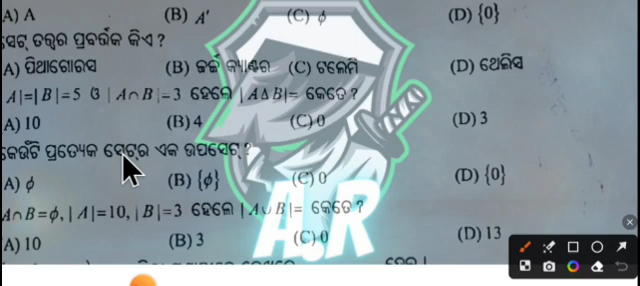 A) A (B) A′ (C) ϕ (D) {0}
ସେଟ୍ ତତ୍ତ୍ୱର ପ୍ରବର୍ତ୍ତକ କିଏ ?
A) ପିଥାଗୋରସ (B) ଜର୍ଜ କ୍ୟାଣ୍ଟର (C) ଟଲେମି (D) ଥେଲିସ
A|=|B|=5 ଓ |A∩B|=3 ହେଲେ |AΔB|= କେତେ ?
A) 10 (B) 4 (C) 0 (D) 3
କେଉଁଟି ପ୍ରତ୍ୟେକ ସେଟ୍‌ର ଏକ ଉପସେଟ୍ ?
A) ϕ (B) {ϕ} (C) 0 (D) {0}
A∩B=ϕ, |A|=10, |B|=3 ହେଲେ |A∪B|= କେତେ ?
A) 10 (B) 3 (C) 0 (D) 13
A.R